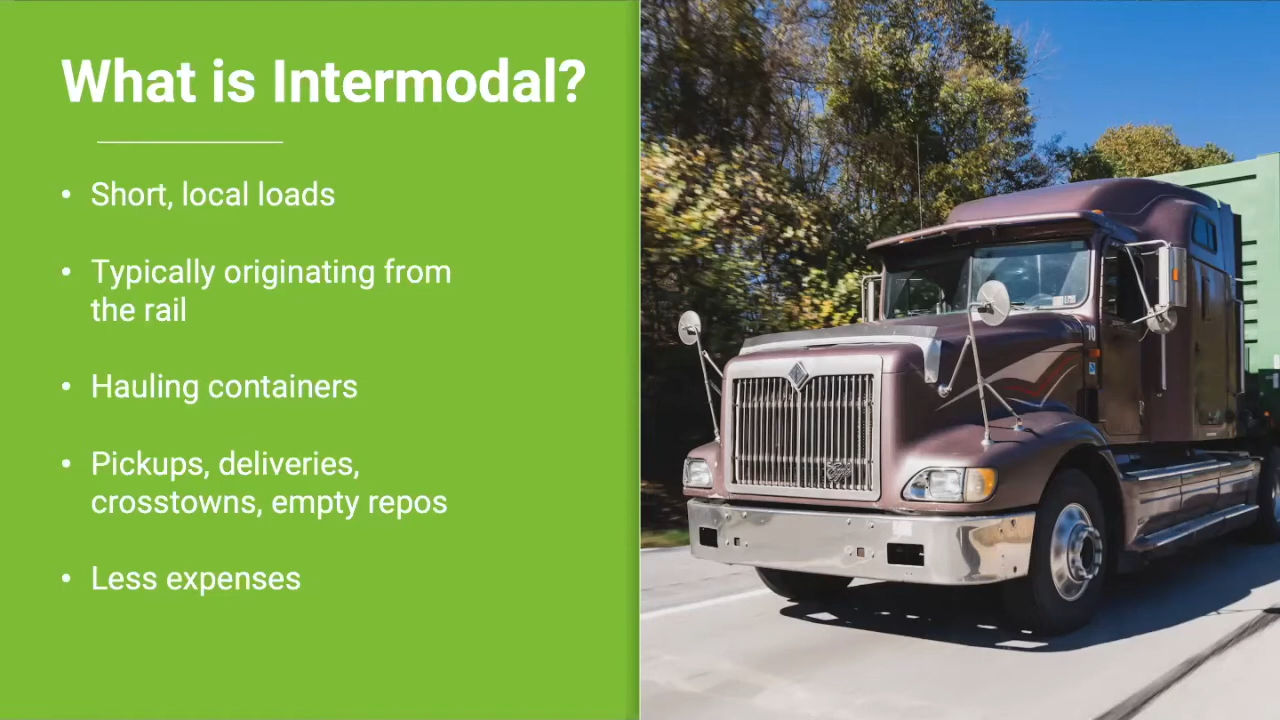 What is Intermodal?
• Short, local loads
• Typically originating from
the rail
• Hauling containers
• Pickups, deliveries,
crosstowns, empty repos
• Less expenses